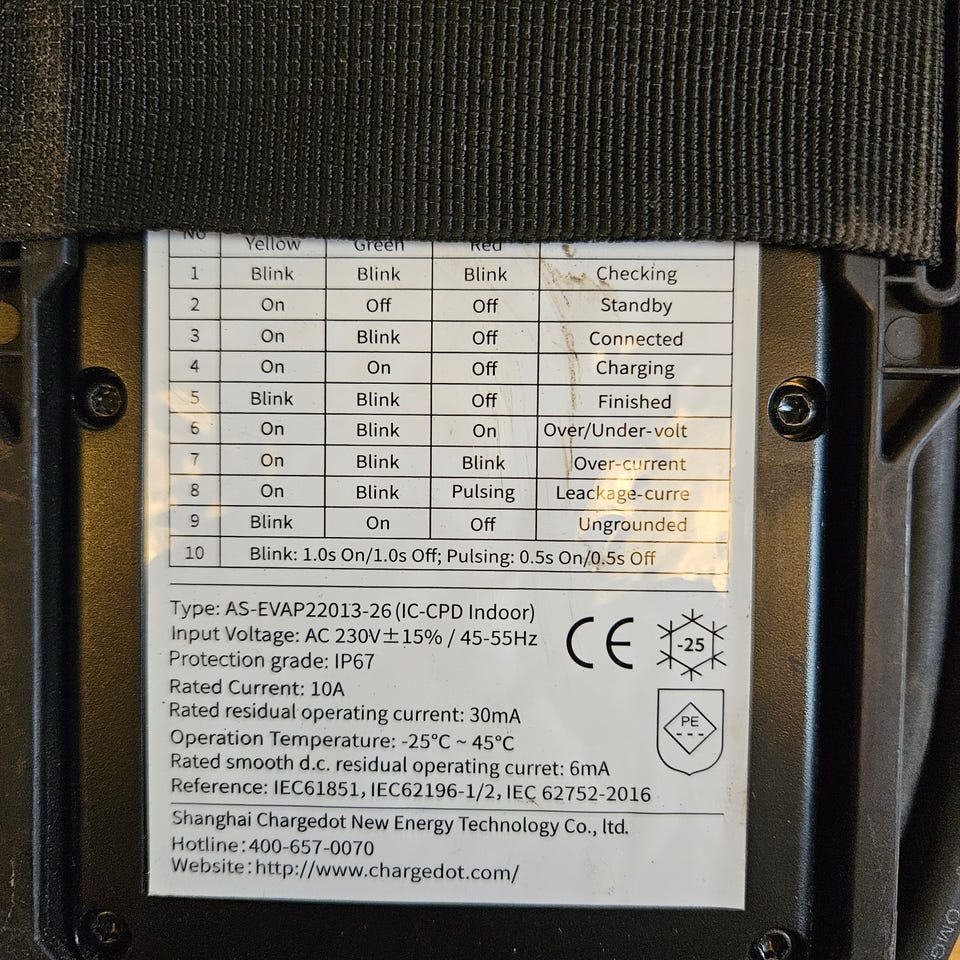 No Yellow Green Red
1 Blink Blink Blink Checking
2 On Off Off Standby
3 On Blink Off Connected
4 On On Off Charging
5 Blink Blink Off Finished
6 On Blink On Over/Under-volt
7 On Blink Blink Over-current
8 On Blink Pulsing Leackage-curre
9 Blink On Off Ungrounded
10 Blink: 1.0s On/1.0s Off; Pulsing: 0.5s On/0.5s Off
Type: AS-EVAP22013-26 (IC-CPD Indoor)
Input Voltage: AC 230V±15% / 45-55Hz
Protection grade: IP67
Rated Current: 10A
Rated residual operating current: 30mA
Operation Temperature: -25°C ~ 45°C
Rated smooth d.c. residual operating curret: 6mA
Reference: IEC61851, IEC62196-1/2, IEC 62752-2016
CE
-25
PE
Shanghai Chargedot New Energy Technology Co., ltd.
Hotline:400-657-0070
Website:http://www.chargedot.com/